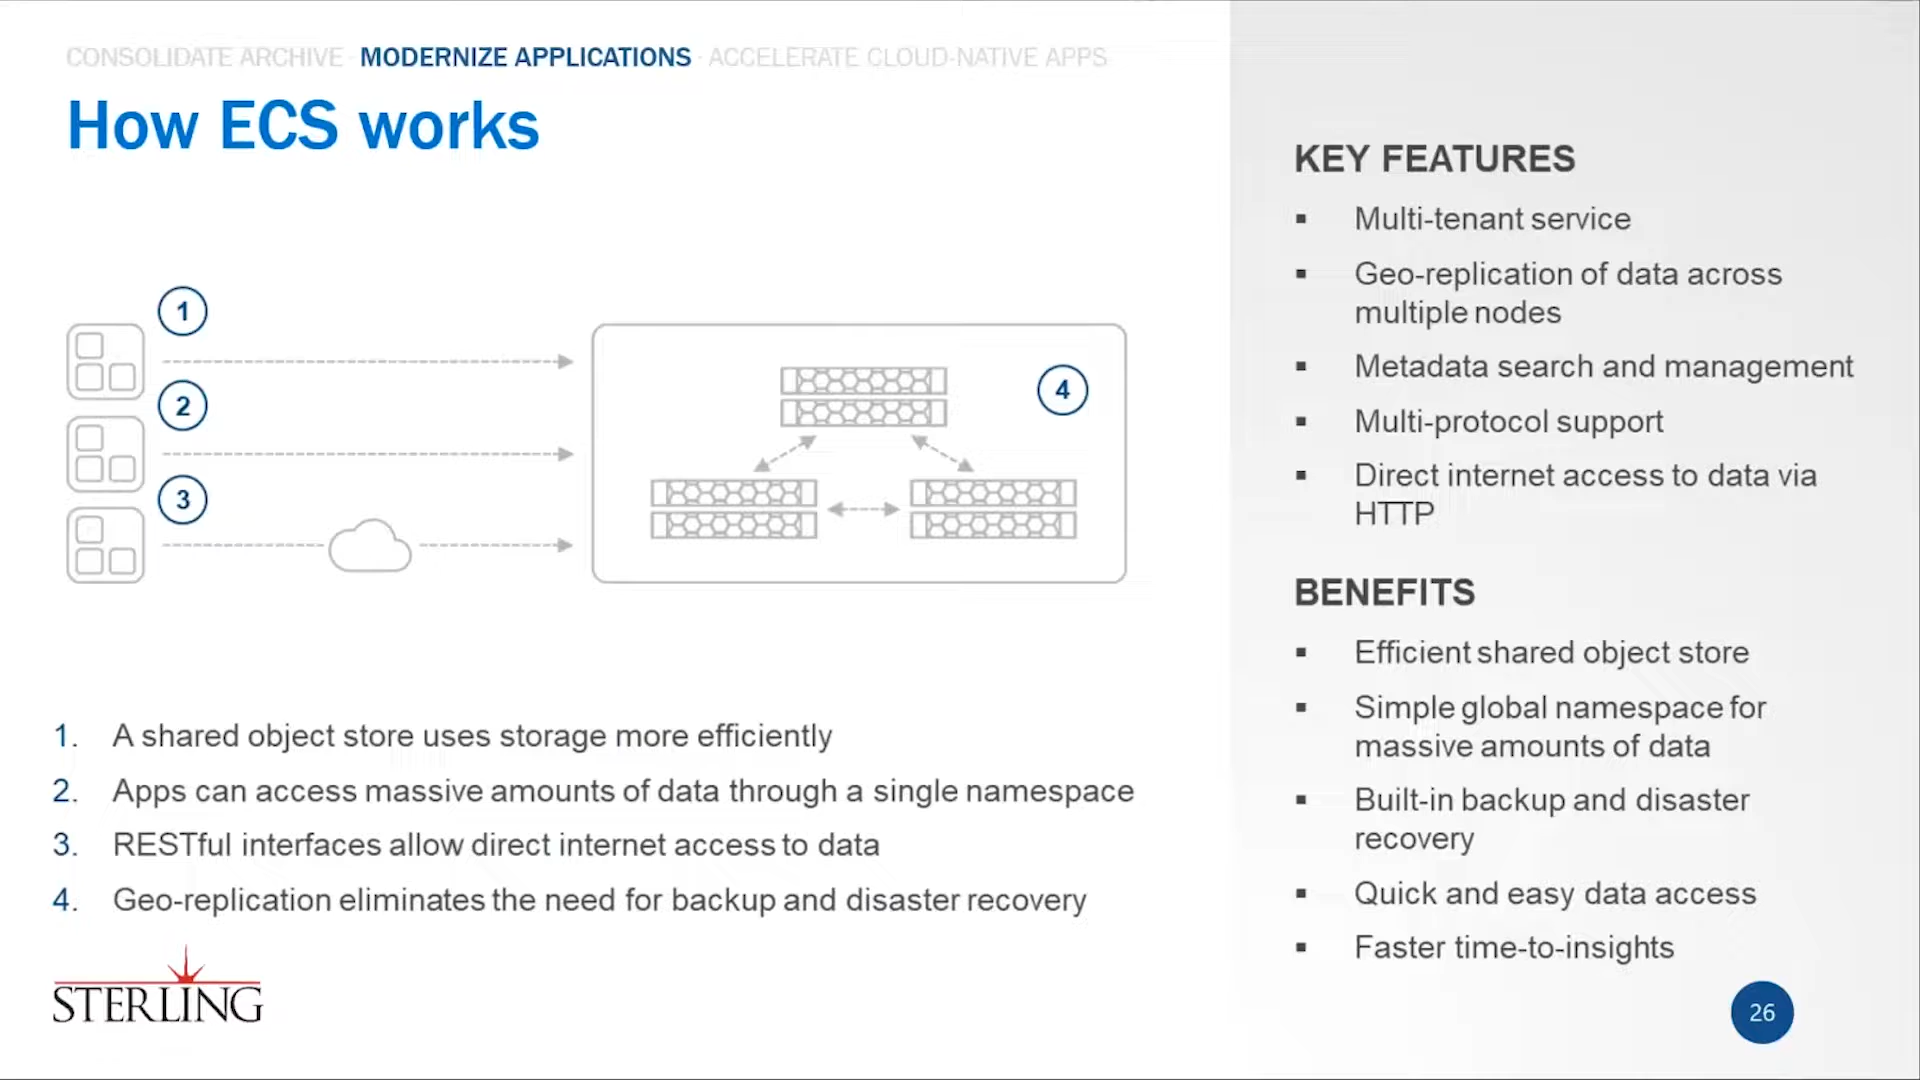 CONSOLIDATE ARCHIVE · MODERNIZE APPLICATIONS · ACCELERATE CLOUD-NATIVE APPS
How ECS works
1
2
3
4
1. A shared object store uses storage more efficiently
2. Apps can access massive amounts of data through a single namespace
3. RESTful interfaces allow direct internet access to data
4. Geo-replication eliminates the need for backup and disaster recovery
STERLING
KEY FEATURES
▪ Multi-tenant service
▪ Geo-replication of data across
multiple nodes
▪ Metadata search and management
▪ Multi-protocol support
▪ Direct internet access to data via
HTTP
BENEFITS
▪ Efficient shared object store
▪ Simple global namespace for
massive amounts of data
▪ Built-in backup and disaster
recovery
▪ Quick and easy data access
▪ Faster time-to-insights
26